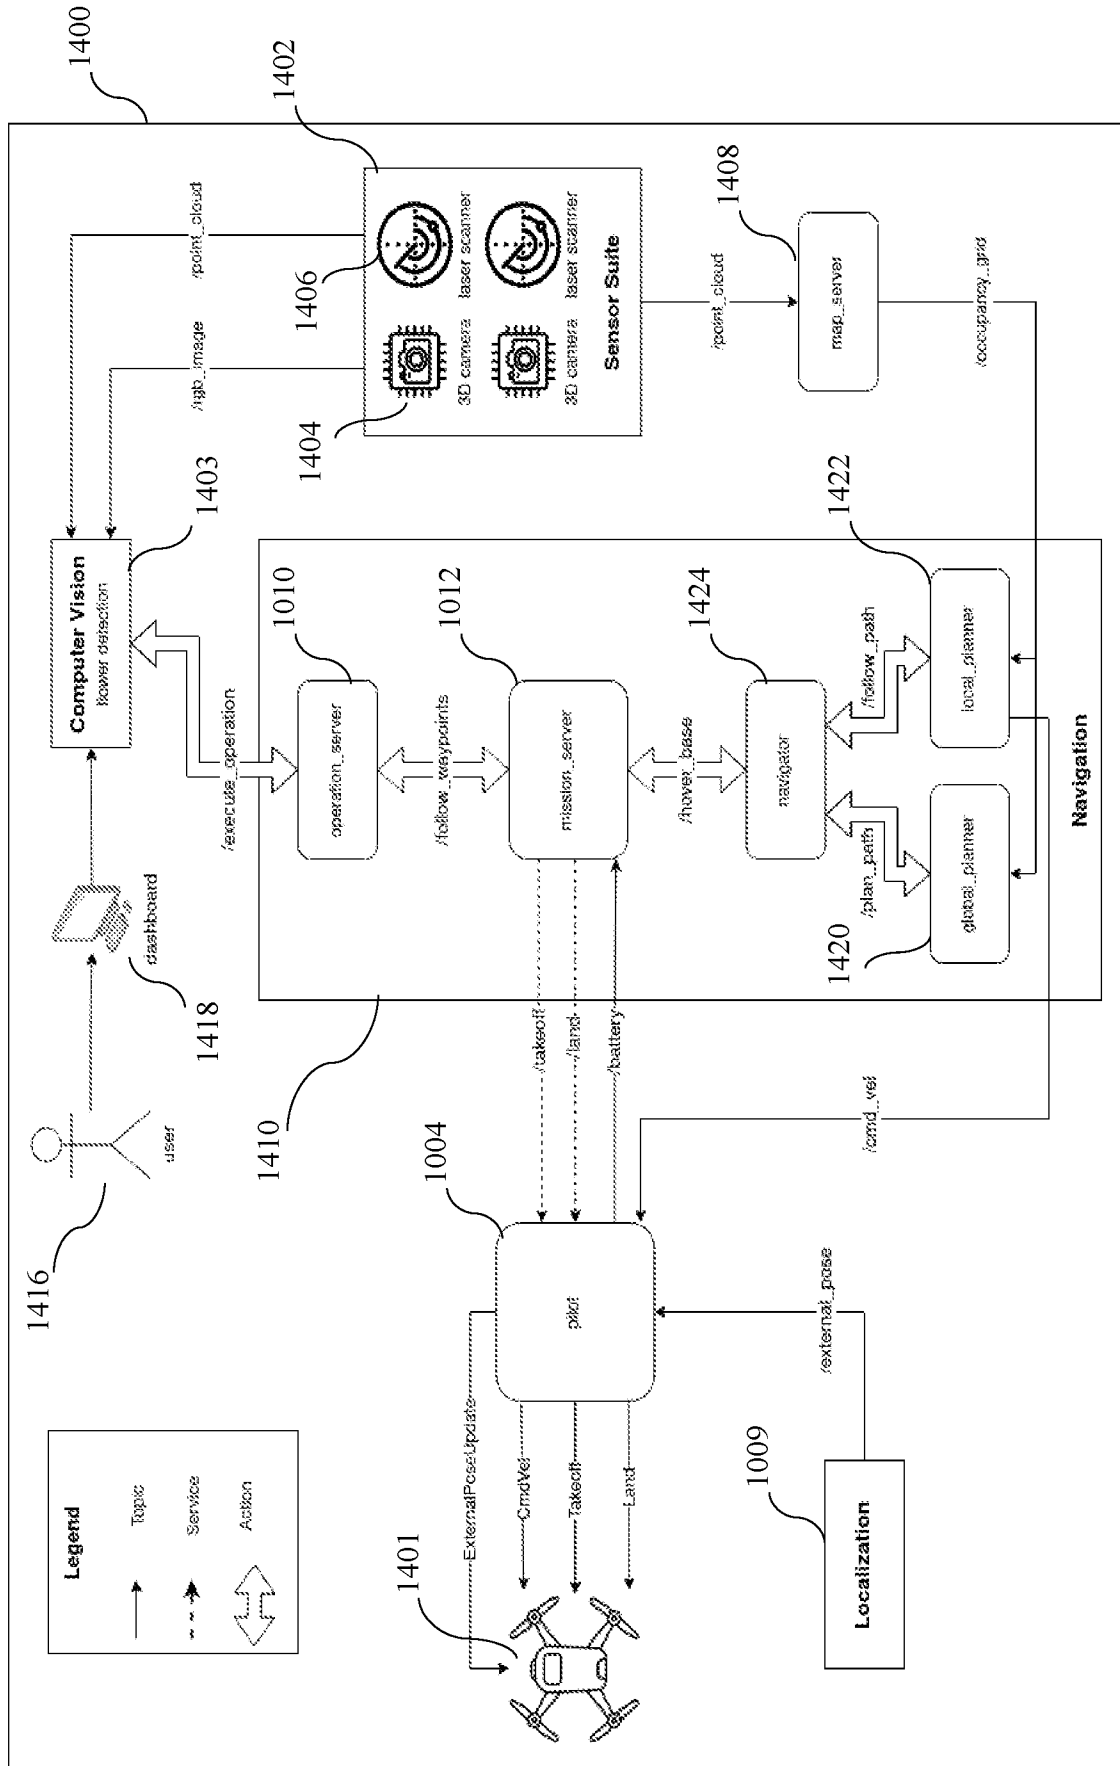 1400
Legend
Topic
Service
Action
1416
user
1418
dashboard
Computer Vision
flower detection
1403
/rgb_image
/point_cloud
1402
1404
1406
3D camera
laser scanner
3D camera
laser scanner
Sensor Suite
/point_cloud
1408
map_server
/occupancy_grid
/execute_operation
1410
1010
operation_server
/follow_waypoints
1012
mission_server
/hover_base
1424
navigator
/plan_path
/follow_path
1420
global_planner
1422
local_planner
Navigation
/takeoff
/land
/battery
/cmd_vel
1004
pilot
ExternalPoseUpdate
CmdVel
Takeoff
Land
1401
/external_pose
1009
Localization